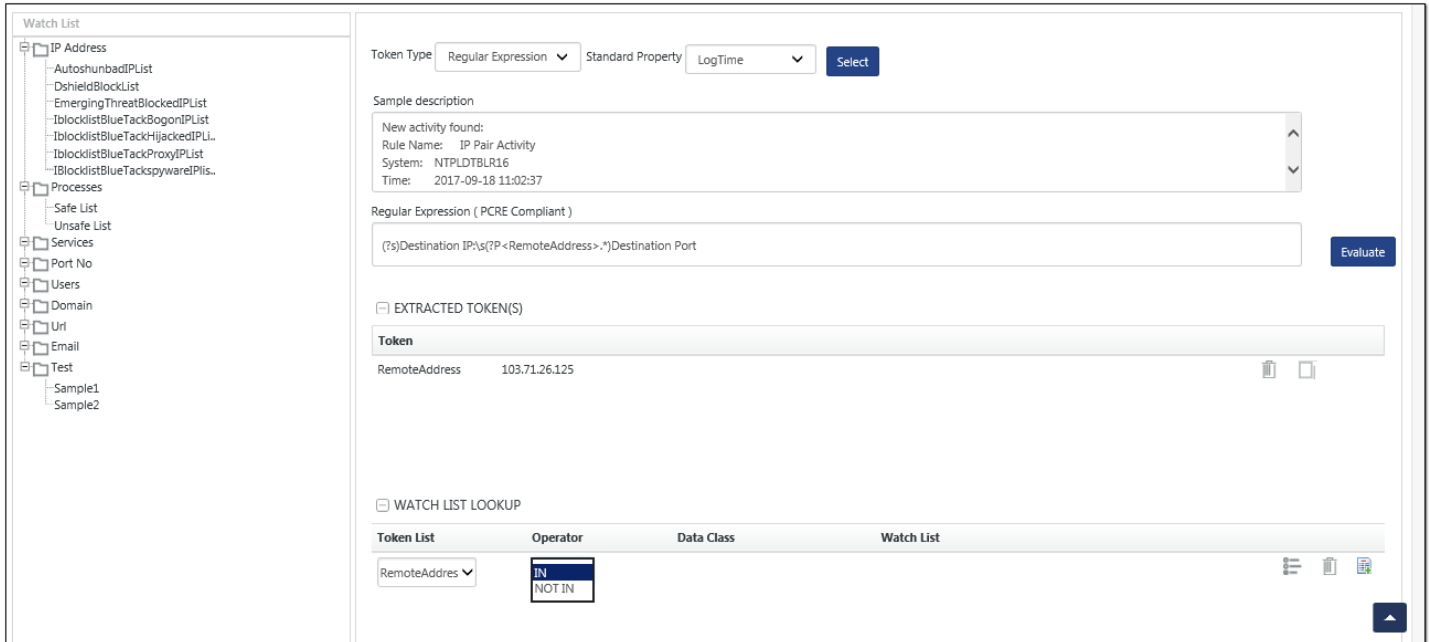 Watch List
IP Address
AutoshunbadIPList
DshieldBlockList
EmergingThreatBlockedIPList
IblocklistBlueTackBogonIPList
IblocklistBlueTackHijackedIPLi..
IblocklistBlueTackProxyIPList
IBlocklistBlueTackspywareIPlis..
Processes
Safe List
Unsafe List
Services
Port No
Users
Domain
Url
Email
Test
Sample1
Sample2
Token Type Regular Expression Standard Property LogTime Select
Sample description
New activity found:
Rule Name: IP Pair Activity
System: NTPLDTBLR16
Time: 2017-09-18 11:02:37
Regular Expression ( PCRE Compliant )
(?s)Destination IP:\s(?P<RemoteAddress>.*)Destination Port
Evaluate
EXTRACTED TOKEN(S)
Token
RemoteAddress 103.71.26.125
WATCH LIST LOOKUP
Token List Operator Data Class Watch List
RemoteAddres IN
NOT IN